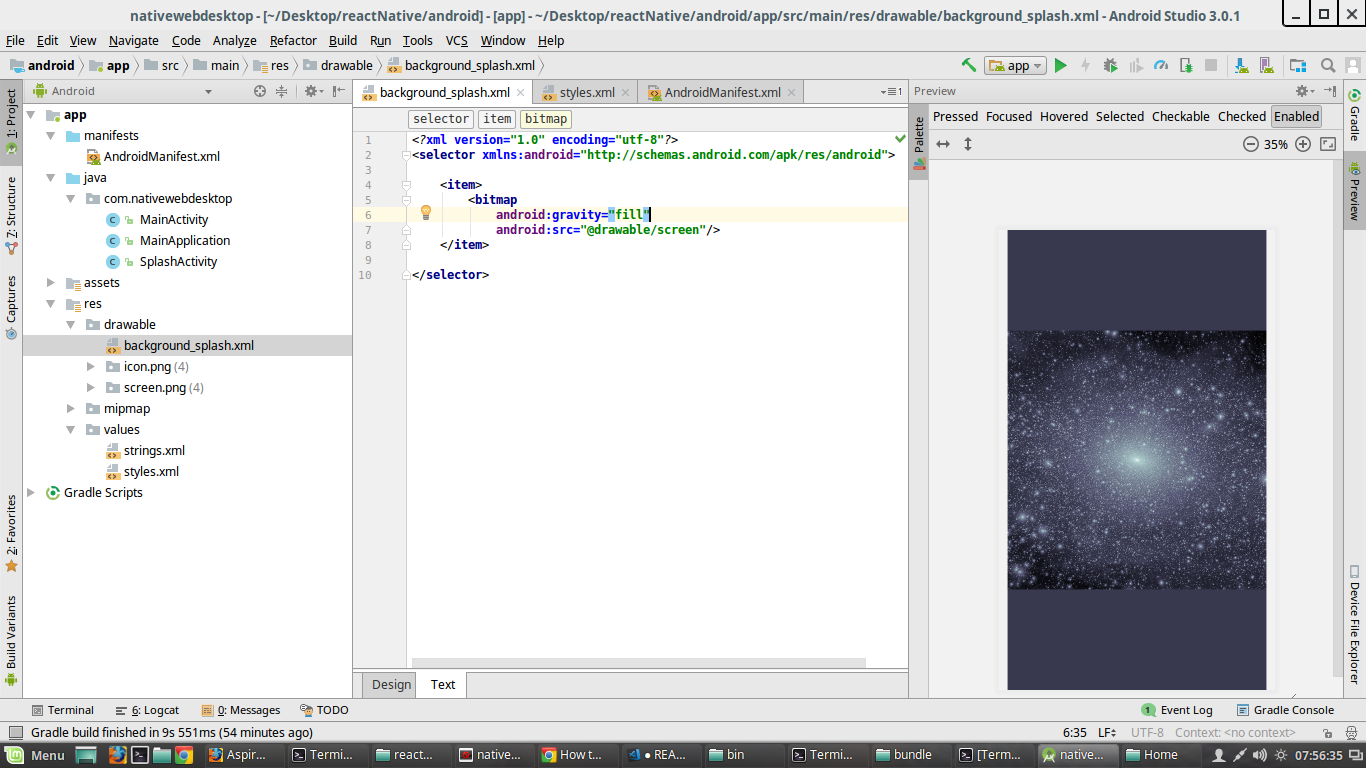 nativewebdesktop - [~/Desktop/reactNative/android] - [app] - ~/Desktop/reactNative/android/app/src/main/res/drawable/background_splash.xml - Android Studio 3.0.1
File Edit View Navigate Code Analyze Refactor Build Run Tools VCS Window Help
android app src main res drawable background_splash.xml app
Android background_splash.xml styles.xml AndroidManifest.xml ≡1 Preview
1: Project
Z: Structure
Captures
2: Favorites
Build Variants
app
manifests
AndroidManifest.xml
java
com.nativewebdesktop
MainActivity
MainApplication
SplashActivity
assets
res
drawable
background_splash.xml
icon.png (4)
screen.png (4)
mipmap
values
strings.xml
styles.xml
Gradle Scripts
selector item bitmap
1 <?xml version="1.0" encoding="utf-8"?>
2 <selector xmlns:android="http://schemas.android.com/apk/res/android">
3
4 <item>
5 <bitmap
6 android:gravity="fill"
7 android:src="@drawable/screen"/>
8 </item>
9
10 </selector>
Design Text
Palette
Pressed Focused Hovered Selected Checkable Checked Enabled
35%
Gradle
Preview
Device File Explorer
Terminal 6: Logcat 0: Messages TODO Event Log Gradle Console
1
Gradle build finished in 9s 551ms (54 minutes ago) 6:35 LF÷ UTF-8 Context: <no context>
Menu Aspir... Termi... react... native... How t... ● REA... bin Termi... bundle [Term... native... Home 07:56:35